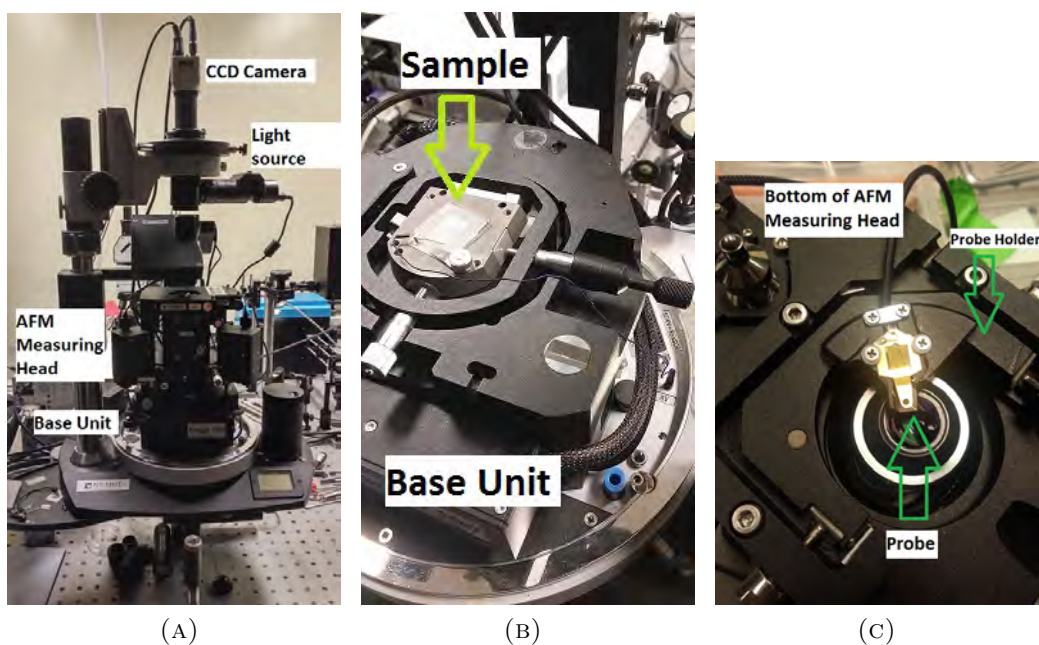 CCD Camera
Light
source
AFM
Measuring
Head
Base Unit
(A)
Sample
Base Unit
(B)
Bottom of AFM
Measuring Head
Probe Holder
Probe
(C)